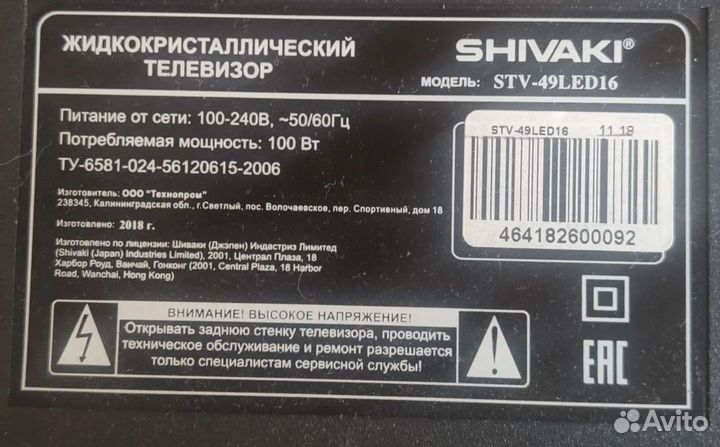 ЖИДКОКРИСТАЛЛИЧЕСКИЙ
ТЕЛЕВИЗОР
SHIVAKI®
МОДЕЛЬ: STV-49LED16
Питание от сети: 100-240В, ~50/60Гц
Потребляемая мощность: 100 Вт
ТУ-6581-024-56120615-2006
Изготовитель: ООО "Технопром"
238345, Калининградская обл., г.Светлый, пос. Волочаевское, пер. Спортивный, дом 18
Изготовлено: 2018 г.
Изготовлено по лицензии: Шиваки (Джэпен) Индастриз Лимитед
(Shivaki (Japan) Industries Limited), 2001, Централ Плаза, 18
Харбор Роуд, Ванчай, Гонконг (2001, Central Plaza, 18 Harbor
Road, Wanchai, Hong Kong)
STV-49LED16 11.18
464182600092
ВНИМАНИЕ! ВЫСОКОЕ НАПРЯЖЕНИЕ!
Открывать заднюю стенку телевизора, проводить
техническое обслуживание и ремонт разрешается
только специалистам сервисной службы!
EAC
Avito